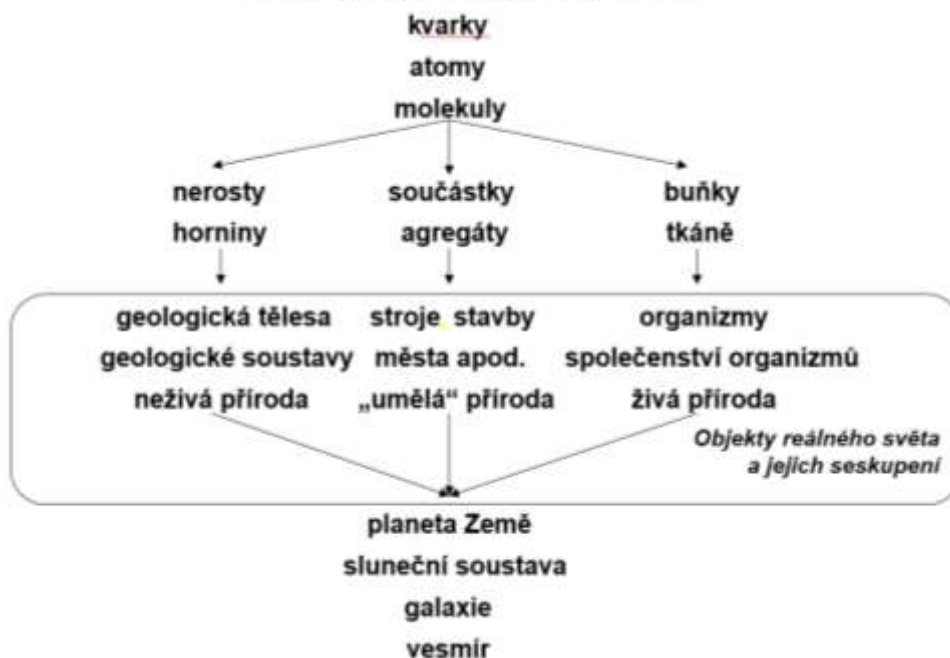 kvarky
atomy
molekuly
nerosty součástky buňky
horniny agregáty tkáně
geologická tělesa stroje, stavby organizmy
geologické soustavy města apod. společenství organizmů
neživá příroda „umělá“ příroda živá příroda
Objekty reálného světa
a jejich seskupení
planeta Země
sluneční soustava
galaxie
vesmír